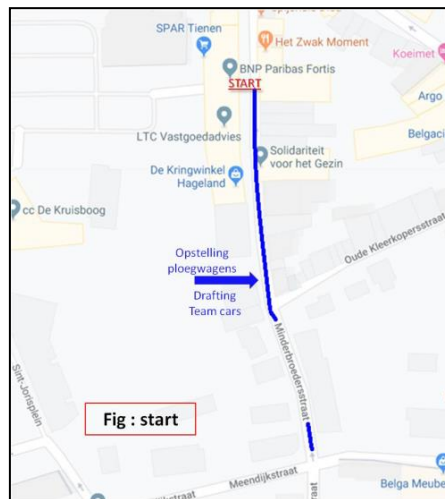 SPAR Tienen
Het Zwak Moment
Koeimet
BNP Paribas Fortis
START
Argo
LTC Vastgoedadvies
Belgaci
Solidariteit
voor het Gezin
De Kringwinkel
Hageland
cc De Kruisboog
Opstelling
ploegwagens
Oude Kleerkopersstraat
Drafting
Team cars
Minderbroedersstraat
Sint-Jorisplein
Fig : start
Meendijkstraat
Belga Meube